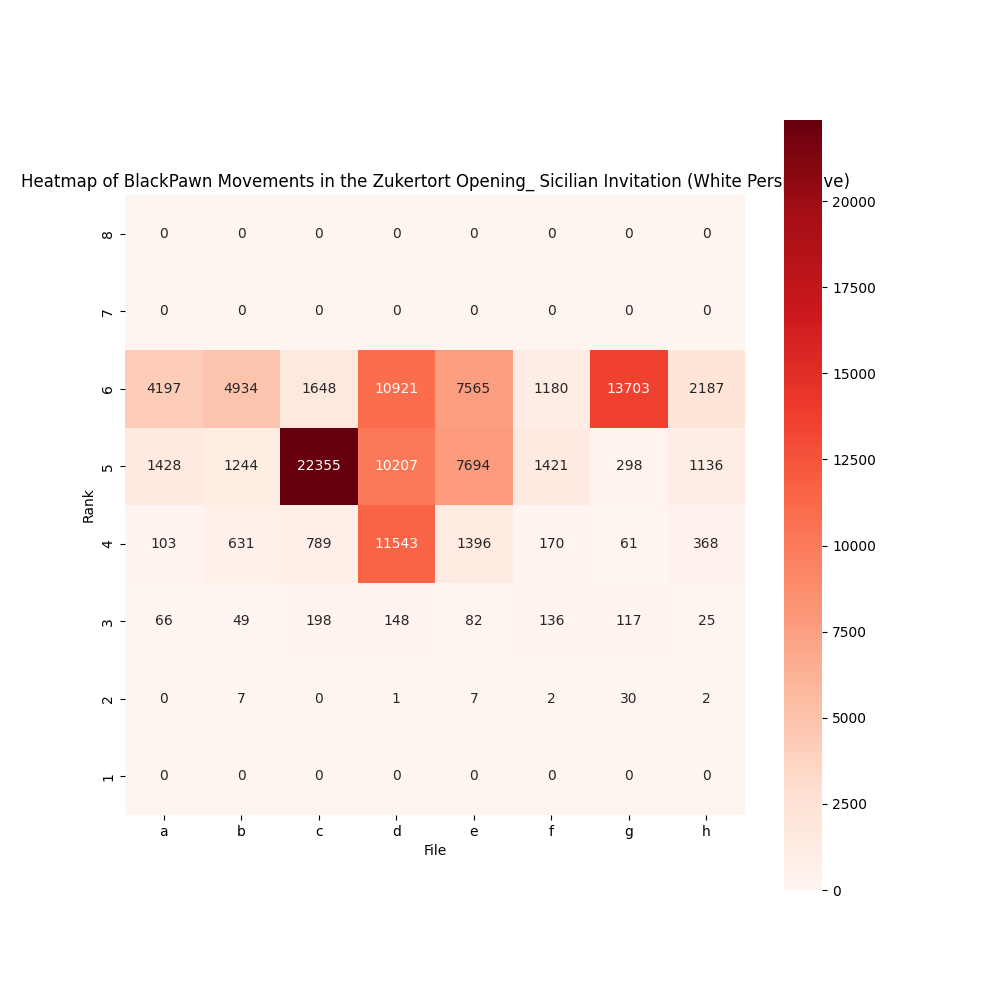 Heatmap of BlackPawn Movements in the Zukertort Opening_ Sicilian Invitation (White Pers ve)
8 0 0 0 0 0 0 0 0
7 0 0 0 0 0 0 0 0
6 4197 4934 1648 10921 7565 1180 13703 2187
5 1428 1244 22355 10207 7694 1421 298 1136
4 103 631 789 11543 1396 170 61 368
3 66 49 198 148 82 136 117 25
2 0 7 0 1 7 2 30 2
1 0 0 0 0 0 0 0 0
a b c d e f g h
File
Rank
20000
17500
15000
12500
10000
7500
5000
2500
0